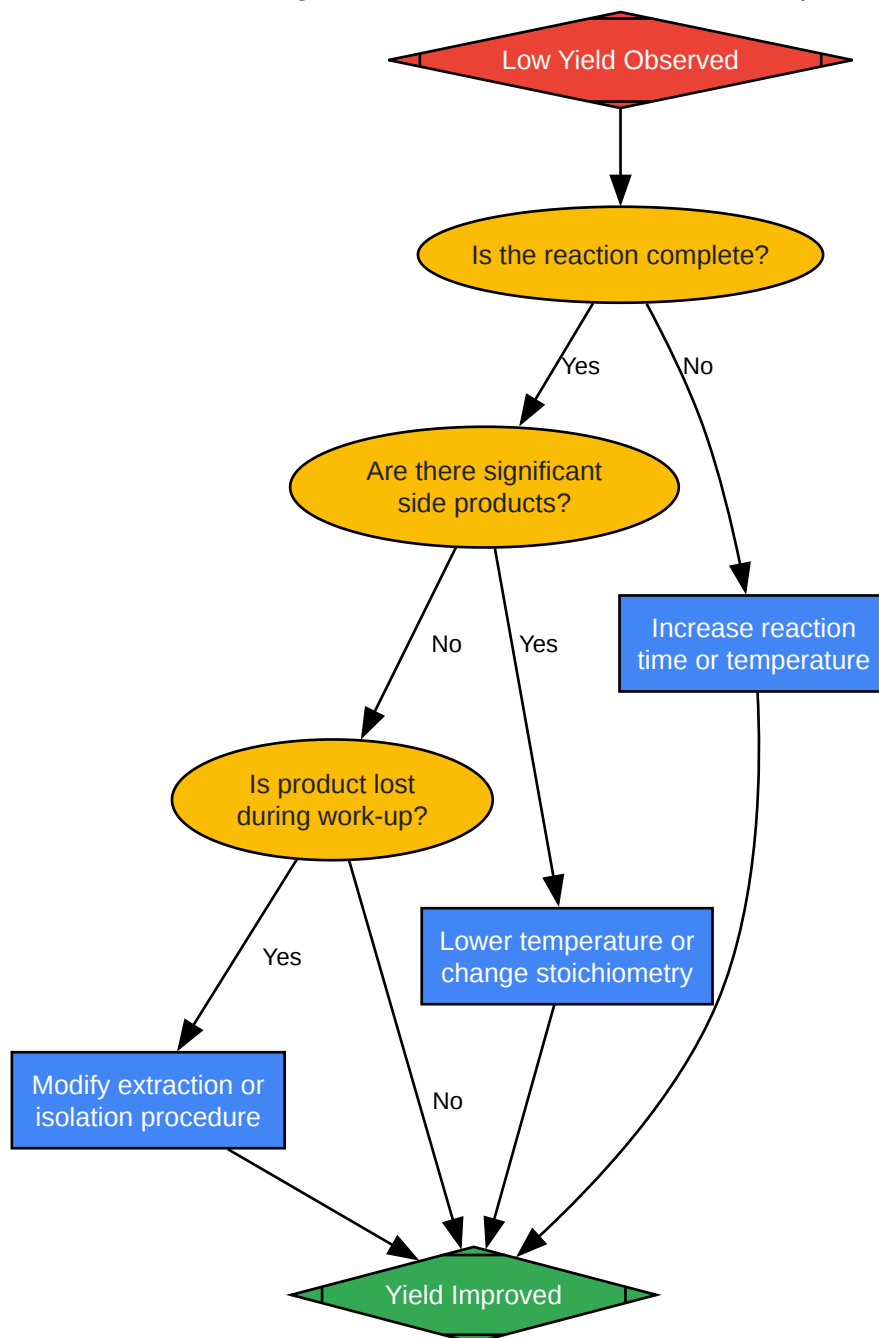 Low Yield Observed
Is the reaction complete?
Yes
No
Are there significant
side products?
Increase reaction
time or temperature
No
Yes
Is product lost
during work-up?
Lower temperature or
change stoichiometry
Yes
Modify extraction or
isolation procedure
No
Yield Improved